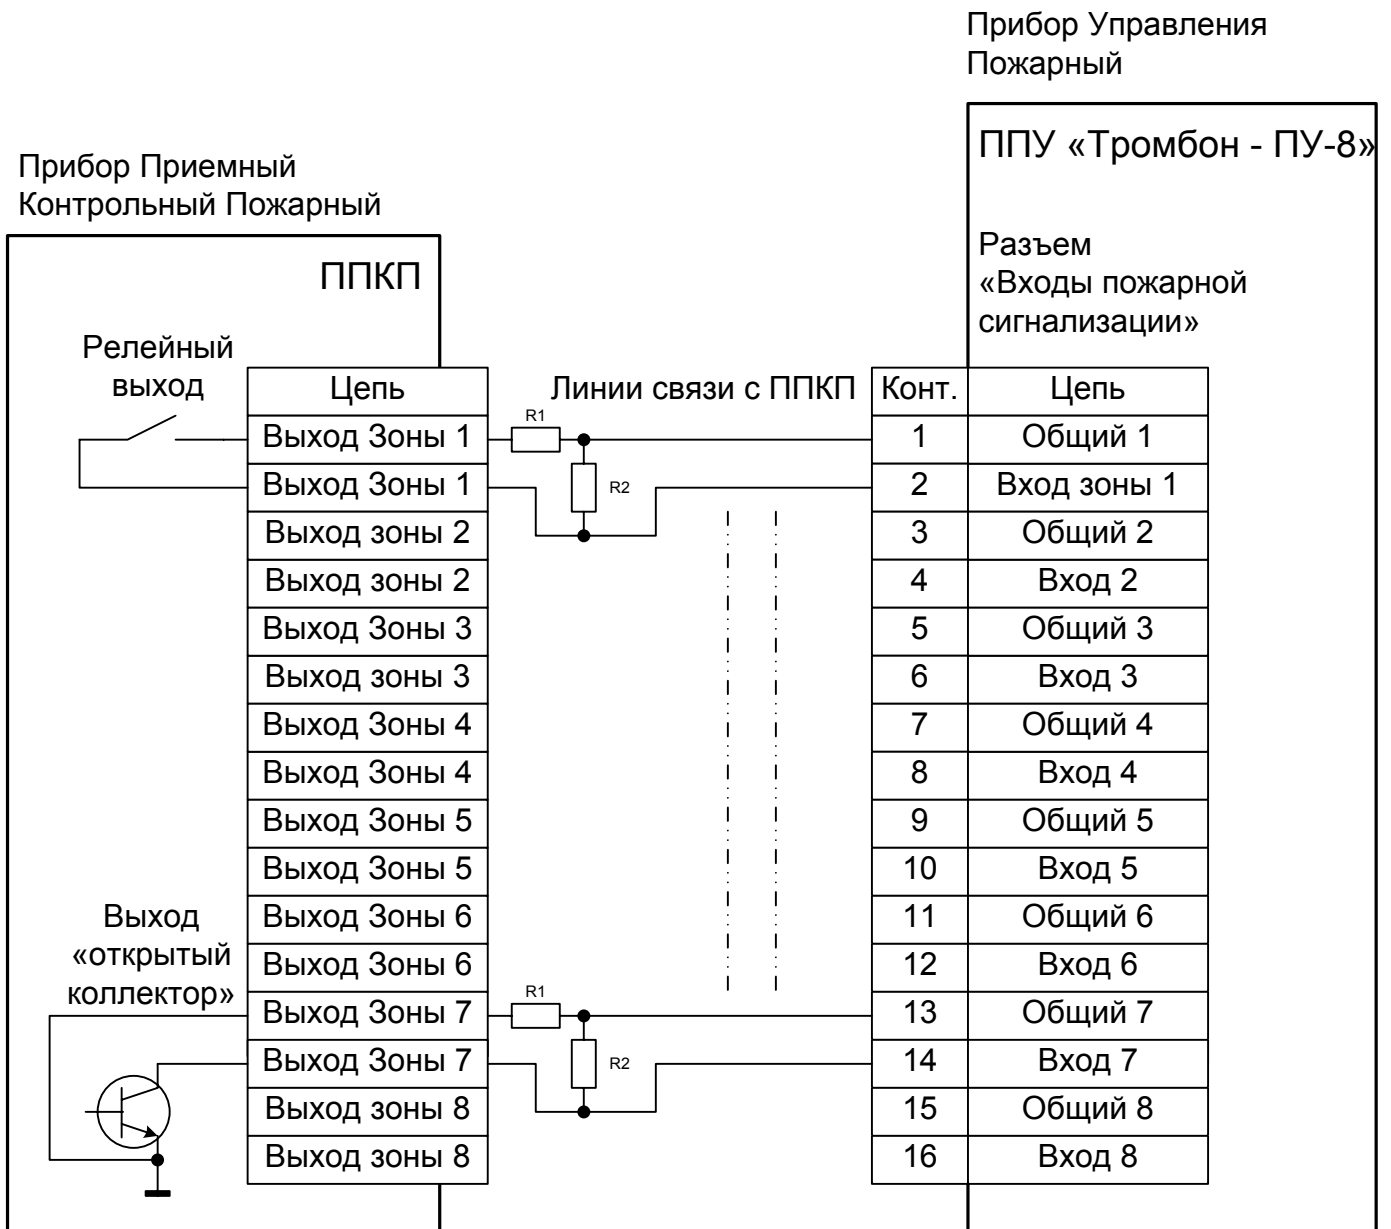 Прибор Управления
Пожарный
ППУ «Тромбон - ПУ-8»
Прибор Приемный
Контрольный Пожарный
Разъем
«Входы пожарной
сигнализации»
ППКП
Релейный
выход
Цепь
Линии связи с ППКП
Конт.
Цепь
Выход Зоны 1
R1
1
Общий 1
Выход Зоны 1
R2
2
Вход зоны 1
Выход зоны 2
3
Общий 2
Выход зоны 2
4
Вход 2
Выход Зоны 3
5
Общий 3
Выход зоны 3
6
Вход 3
Выход Зоны 4
7
Общий 4
Выход Зоны 4
8
Вход 4
Выход Зоны 5
9
Общий 5
Выход Зоны 5
10
Вход 5
Выход
«открытый
коллектор»
Выход Зоны 6
11
Общий 6
Выход Зоны 6
12
Вход 6
Выход Зоны 7
R1
13
Общий 7
Выход Зоны 7
R2
14
Вход 7
Выход зоны 8
15
Общий 8
Выход зоны 8
16
Вход 8